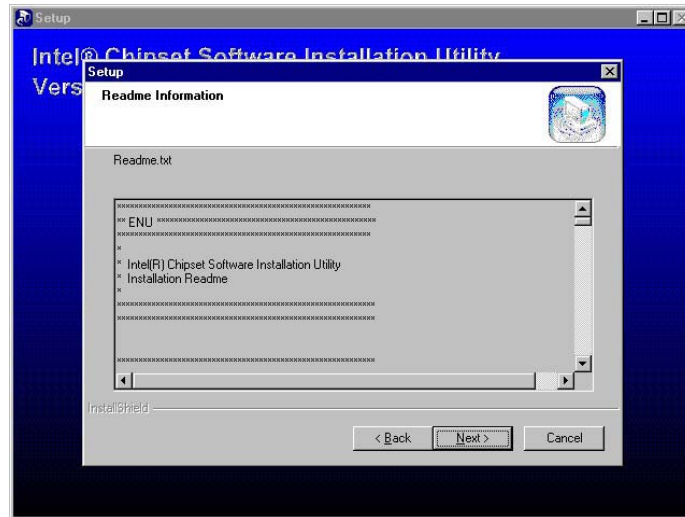 Setup
Intel® Chipset Software Installation Utility
Vers
Setup
Readme Information
Readme.txt
************************************************************
** ENU ****************************************************
************************************************************
*
* Intel(R) Chipset Software Installation Utility
* Installation Readme
*
*************************************************************
*************************************************************
*************************************************************
InstallShield
< Back
Next >
Cancel